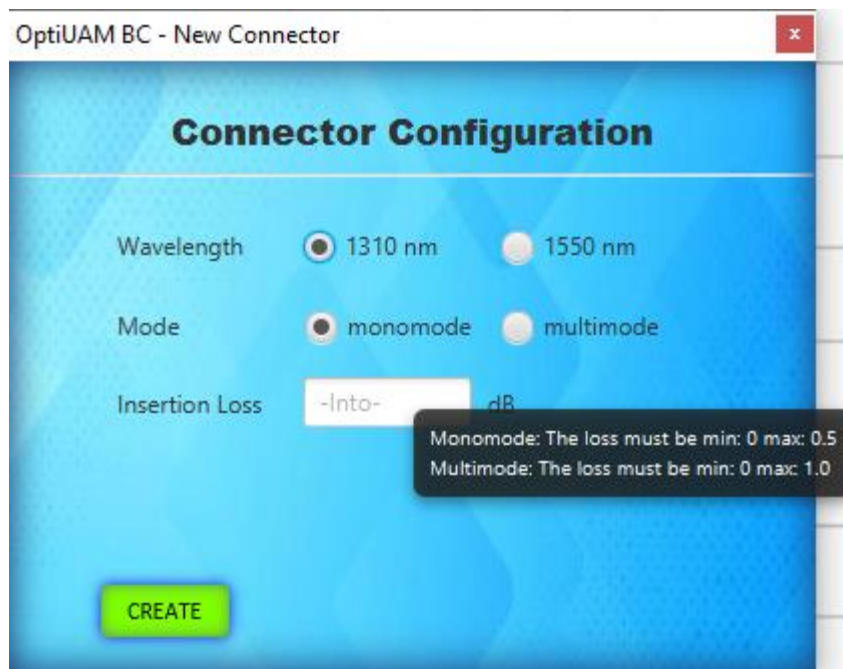 OptiUAM BC - New Connector
x
Connector Configuration
Wavelength 1310 nm 1550 nm
Mode monomode multimode
Insertion Loss -Into- dB
Monomode: The loss must be min: 0 max: 0.5
Multimode: The loss must be min: 0 max: 1.0
CREATE